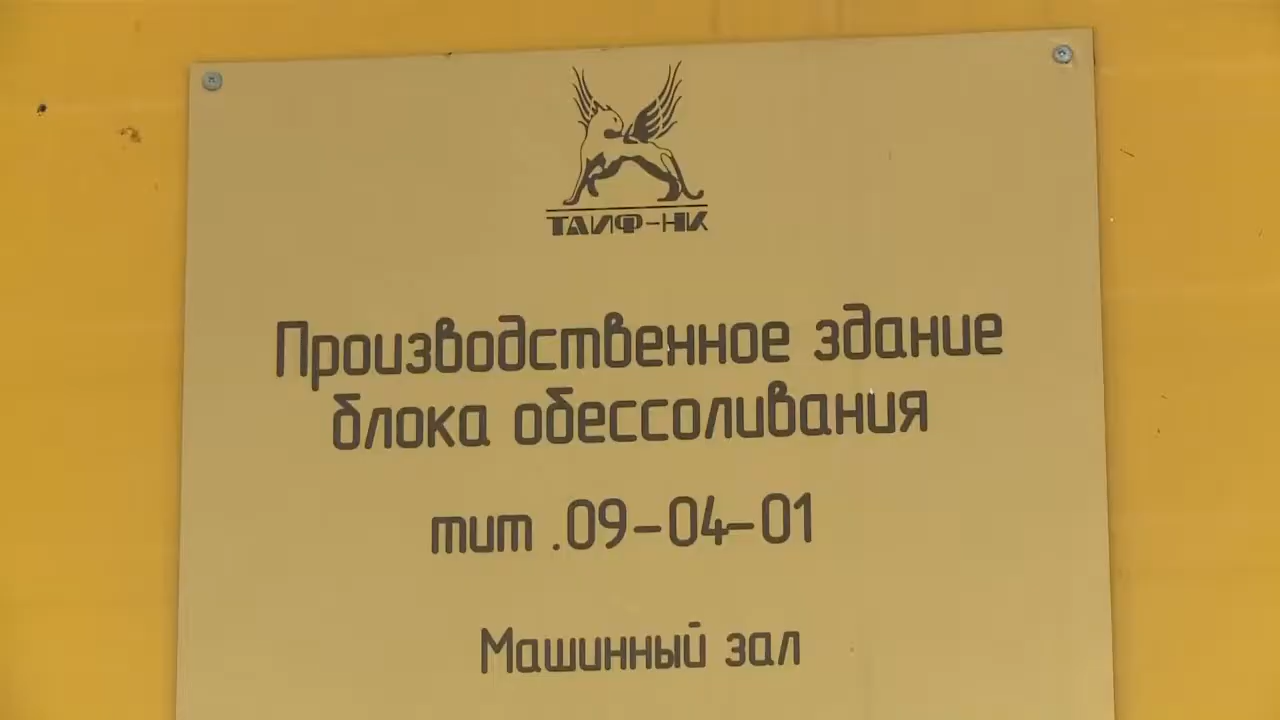 ТАИФ-НК
Производственное здание
блока обессоливания
тит .09-04-01
Машинный зал